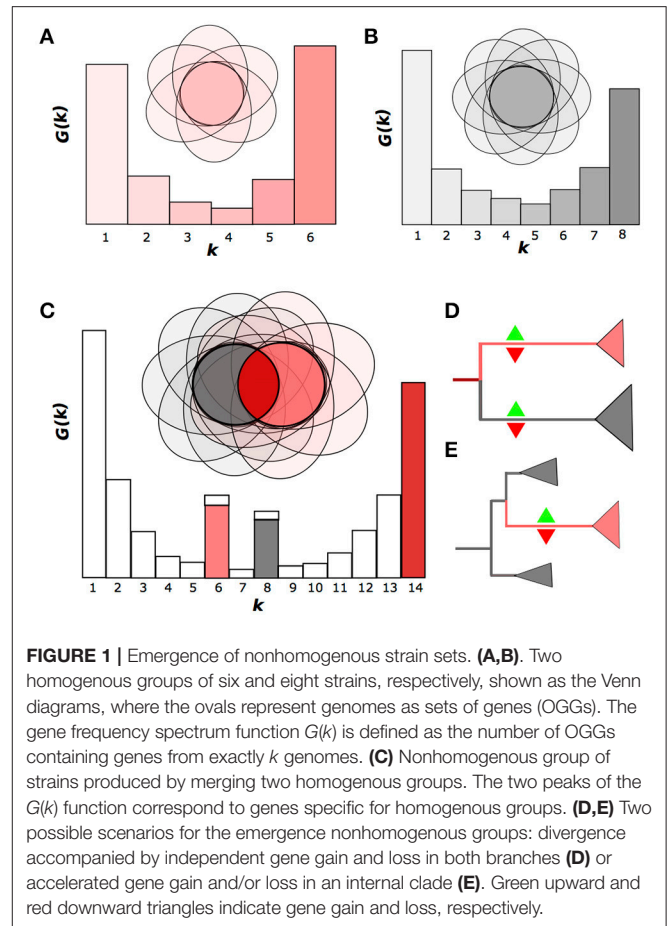 A
G(k)
1 2 3 4 5 6
k
B
G(k)
1 2 3 4 5 6 7 8
k
C
G(k)
1 2 3 4 5 6 7 8 9 10 11 12 13 14
k
D
E
FIGURE 1 | Emergence of nonhomogenous strain sets. (A,B). Two
homogenous groups of six and eight strains, respectively, shown as the Venn
diagrams, where the ovals represent genomes as sets of genes (OGGs). The
gene frequency spectrum function G(k) is defined as the number of OGGs
containing genes from exactly k genomes. (C) Nonhomogenous group of
strains produced by merging two homogenous groups. The two peaks of the
G(k) function correspond to genes specific for homogenous groups. (D,E) Two
possible scenarios for the emergence nonhomogenous groups: divergence
accompanied by independent gene gain and loss in both branches (D) or
accelerated gene gain and/or loss in an internal clade (E). Green upward and
red downward triangles indicate gene gain and loss, respectively.